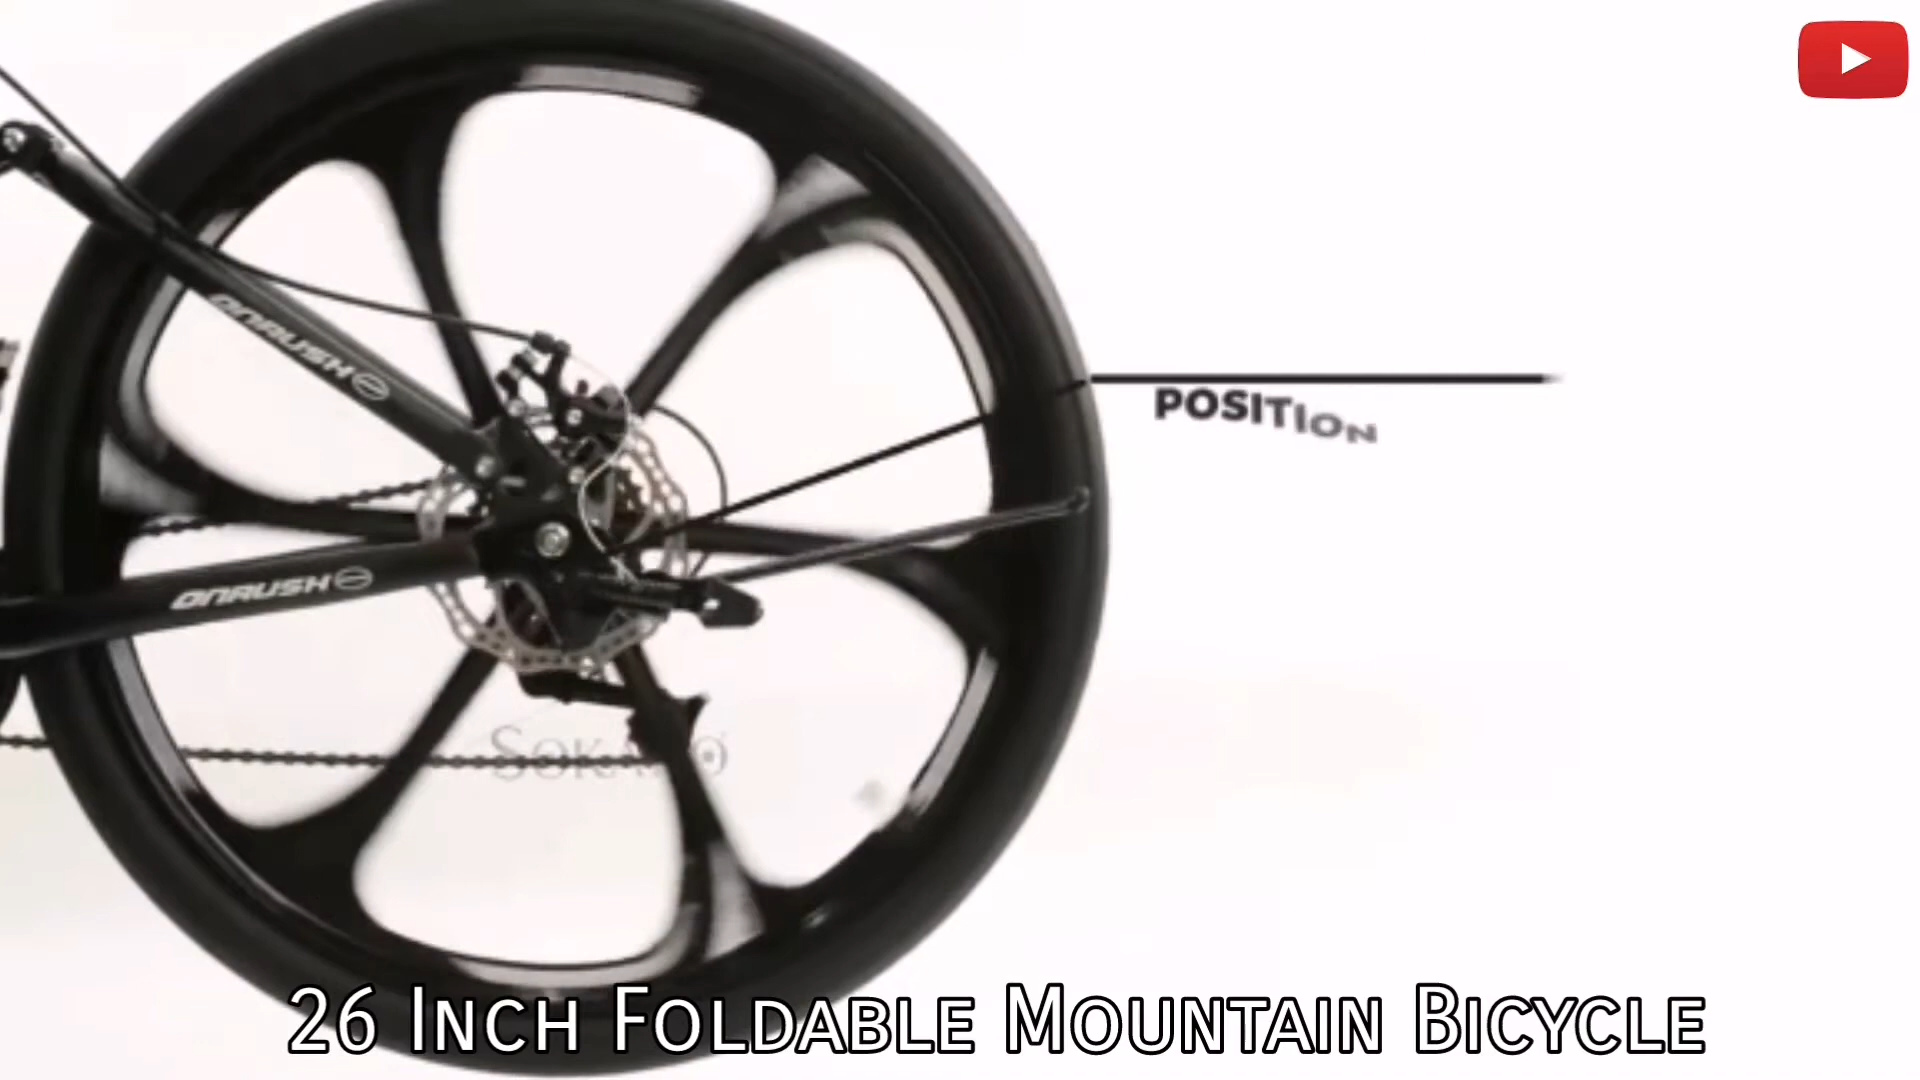 POSITION
ONRUSH
ONRUSH
26 INCH FOLDABLE MOUNTAIN BICYCLE